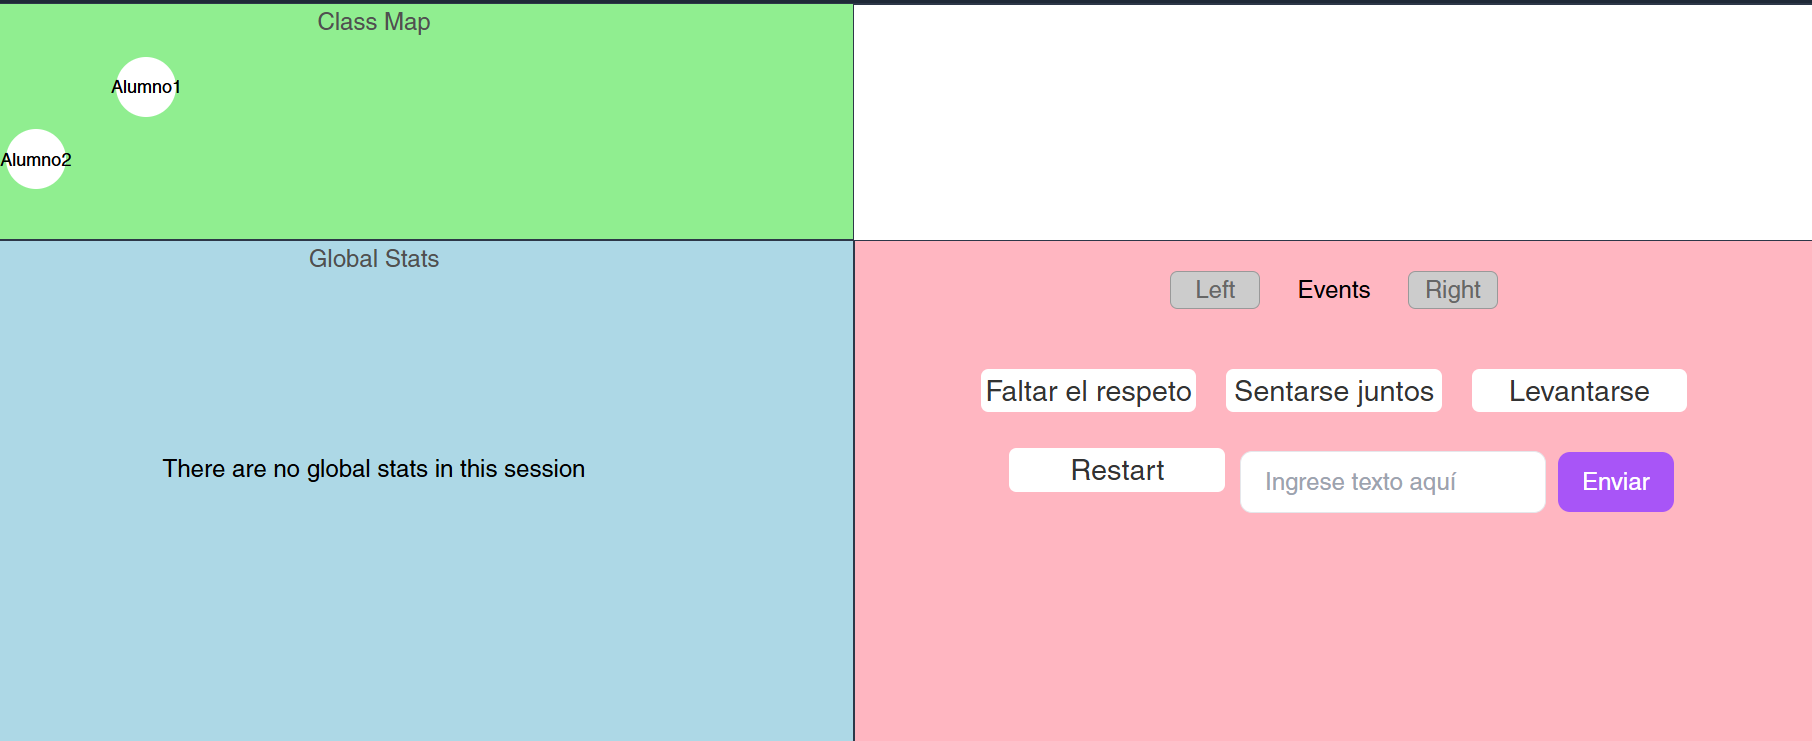 Class Map
Alumno1
Alumno2
Global Stats
There are no global stats in this session
Left Events Right
Faltar el respeto Sentarse juntos Levantarse
Restart Ingrese texto aquí Enviar